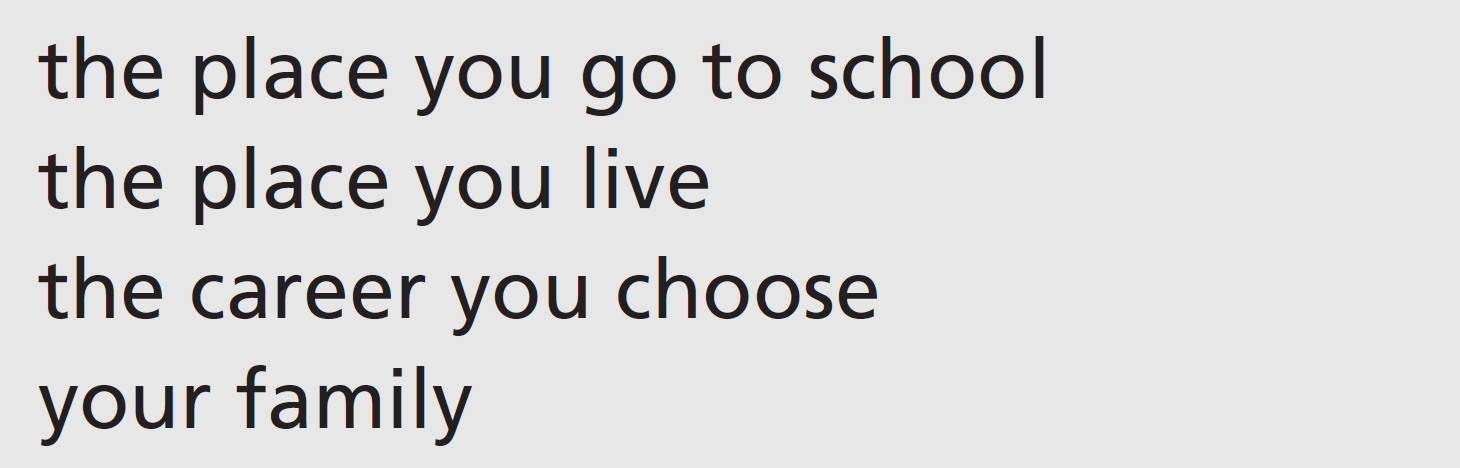 the place you go to school
the place you live
the career you choose
your family